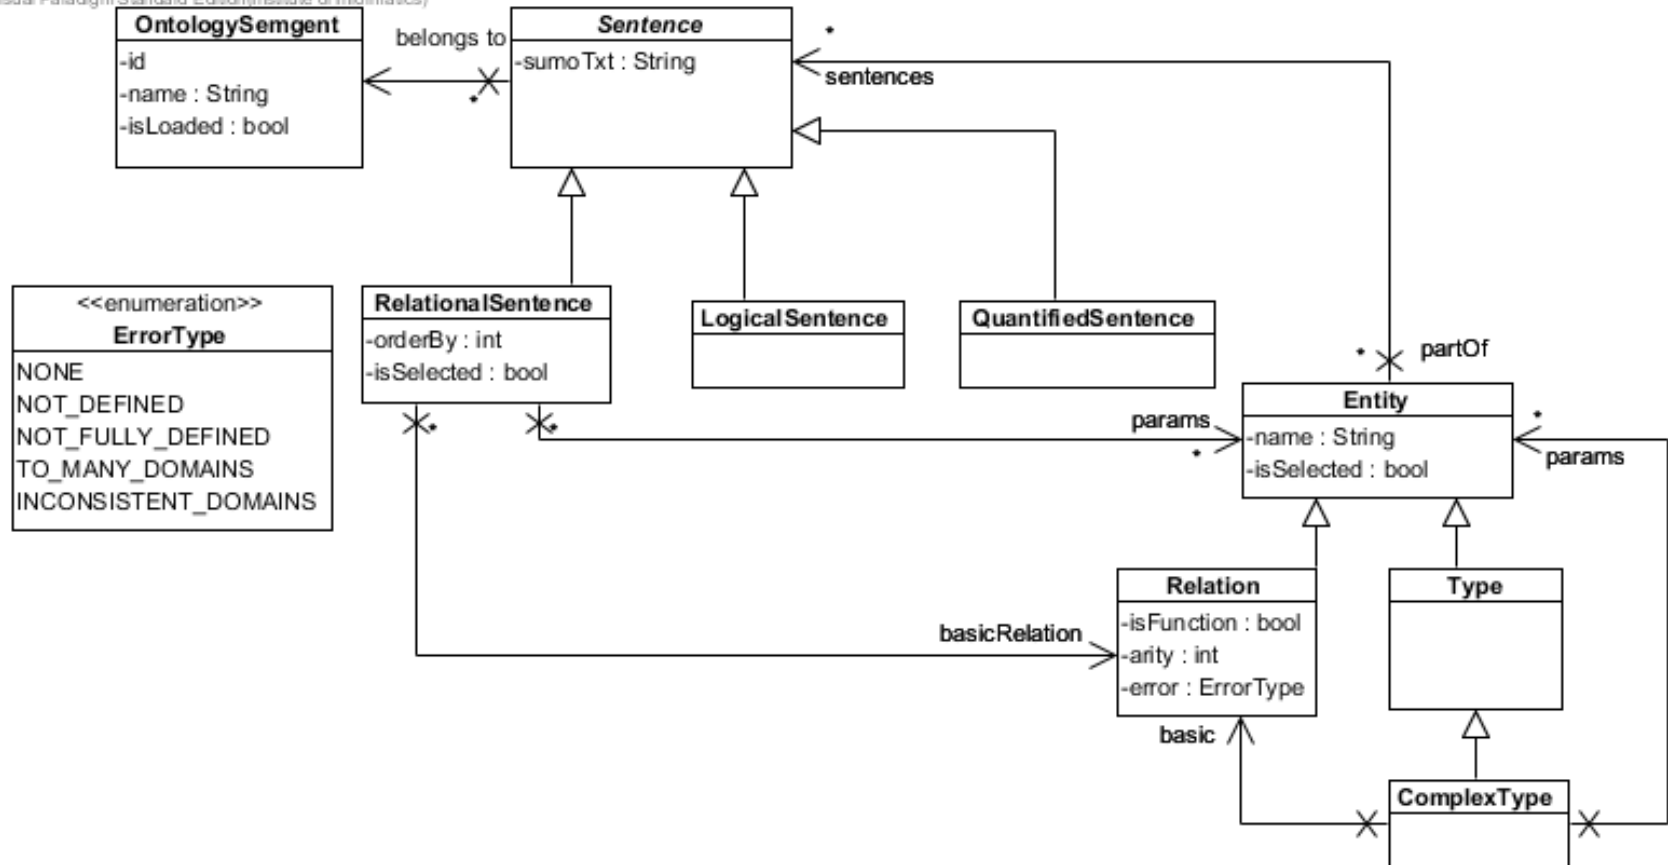 OntologySemgent
-id
-name : String
-isLoaded : bool
belongs to
*
Sentence
-sumoTxt : String
*
sentences
<<enumeration>>
ErrorType
NONE
NOT_DEFINED
NOT_FULLY_DEFINED
TO_MANY_DOMAINS
INCONSISTENT_DOMAINS
RelationalSentence
-orderBy : int
-isSelected : bool
*
*
LogicalSentence
QuantifiedSentence
*
partOf
Entity
-name : String
-isSelected : bool
params
*
*
params
basicRelation
Relation
-isFunction : bool
-arity : int
-error : ErrorType
Type
basic
ComplexType